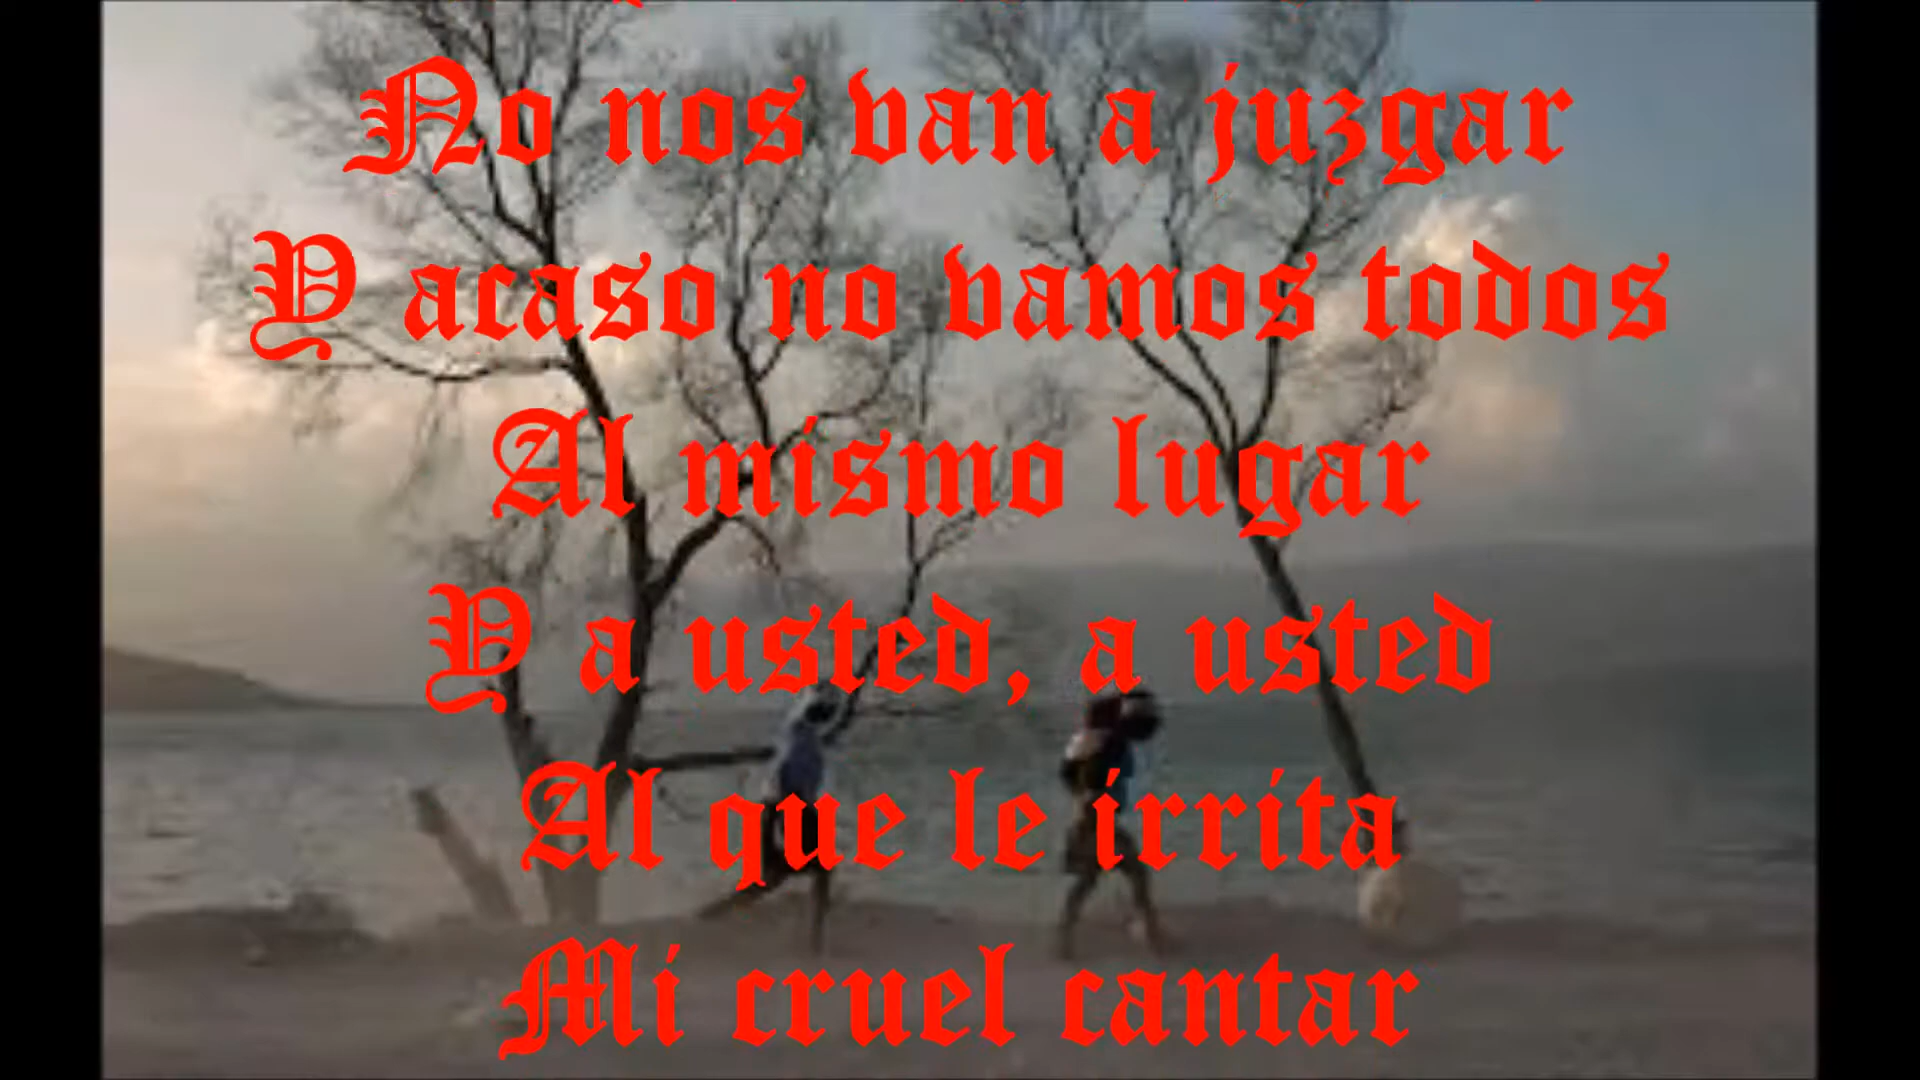 No nos van a juzgar
Y acaso no vamos todos
Al mismo lugar
Y a usted, a usted
Al que le irrita
Mi cruel cantar